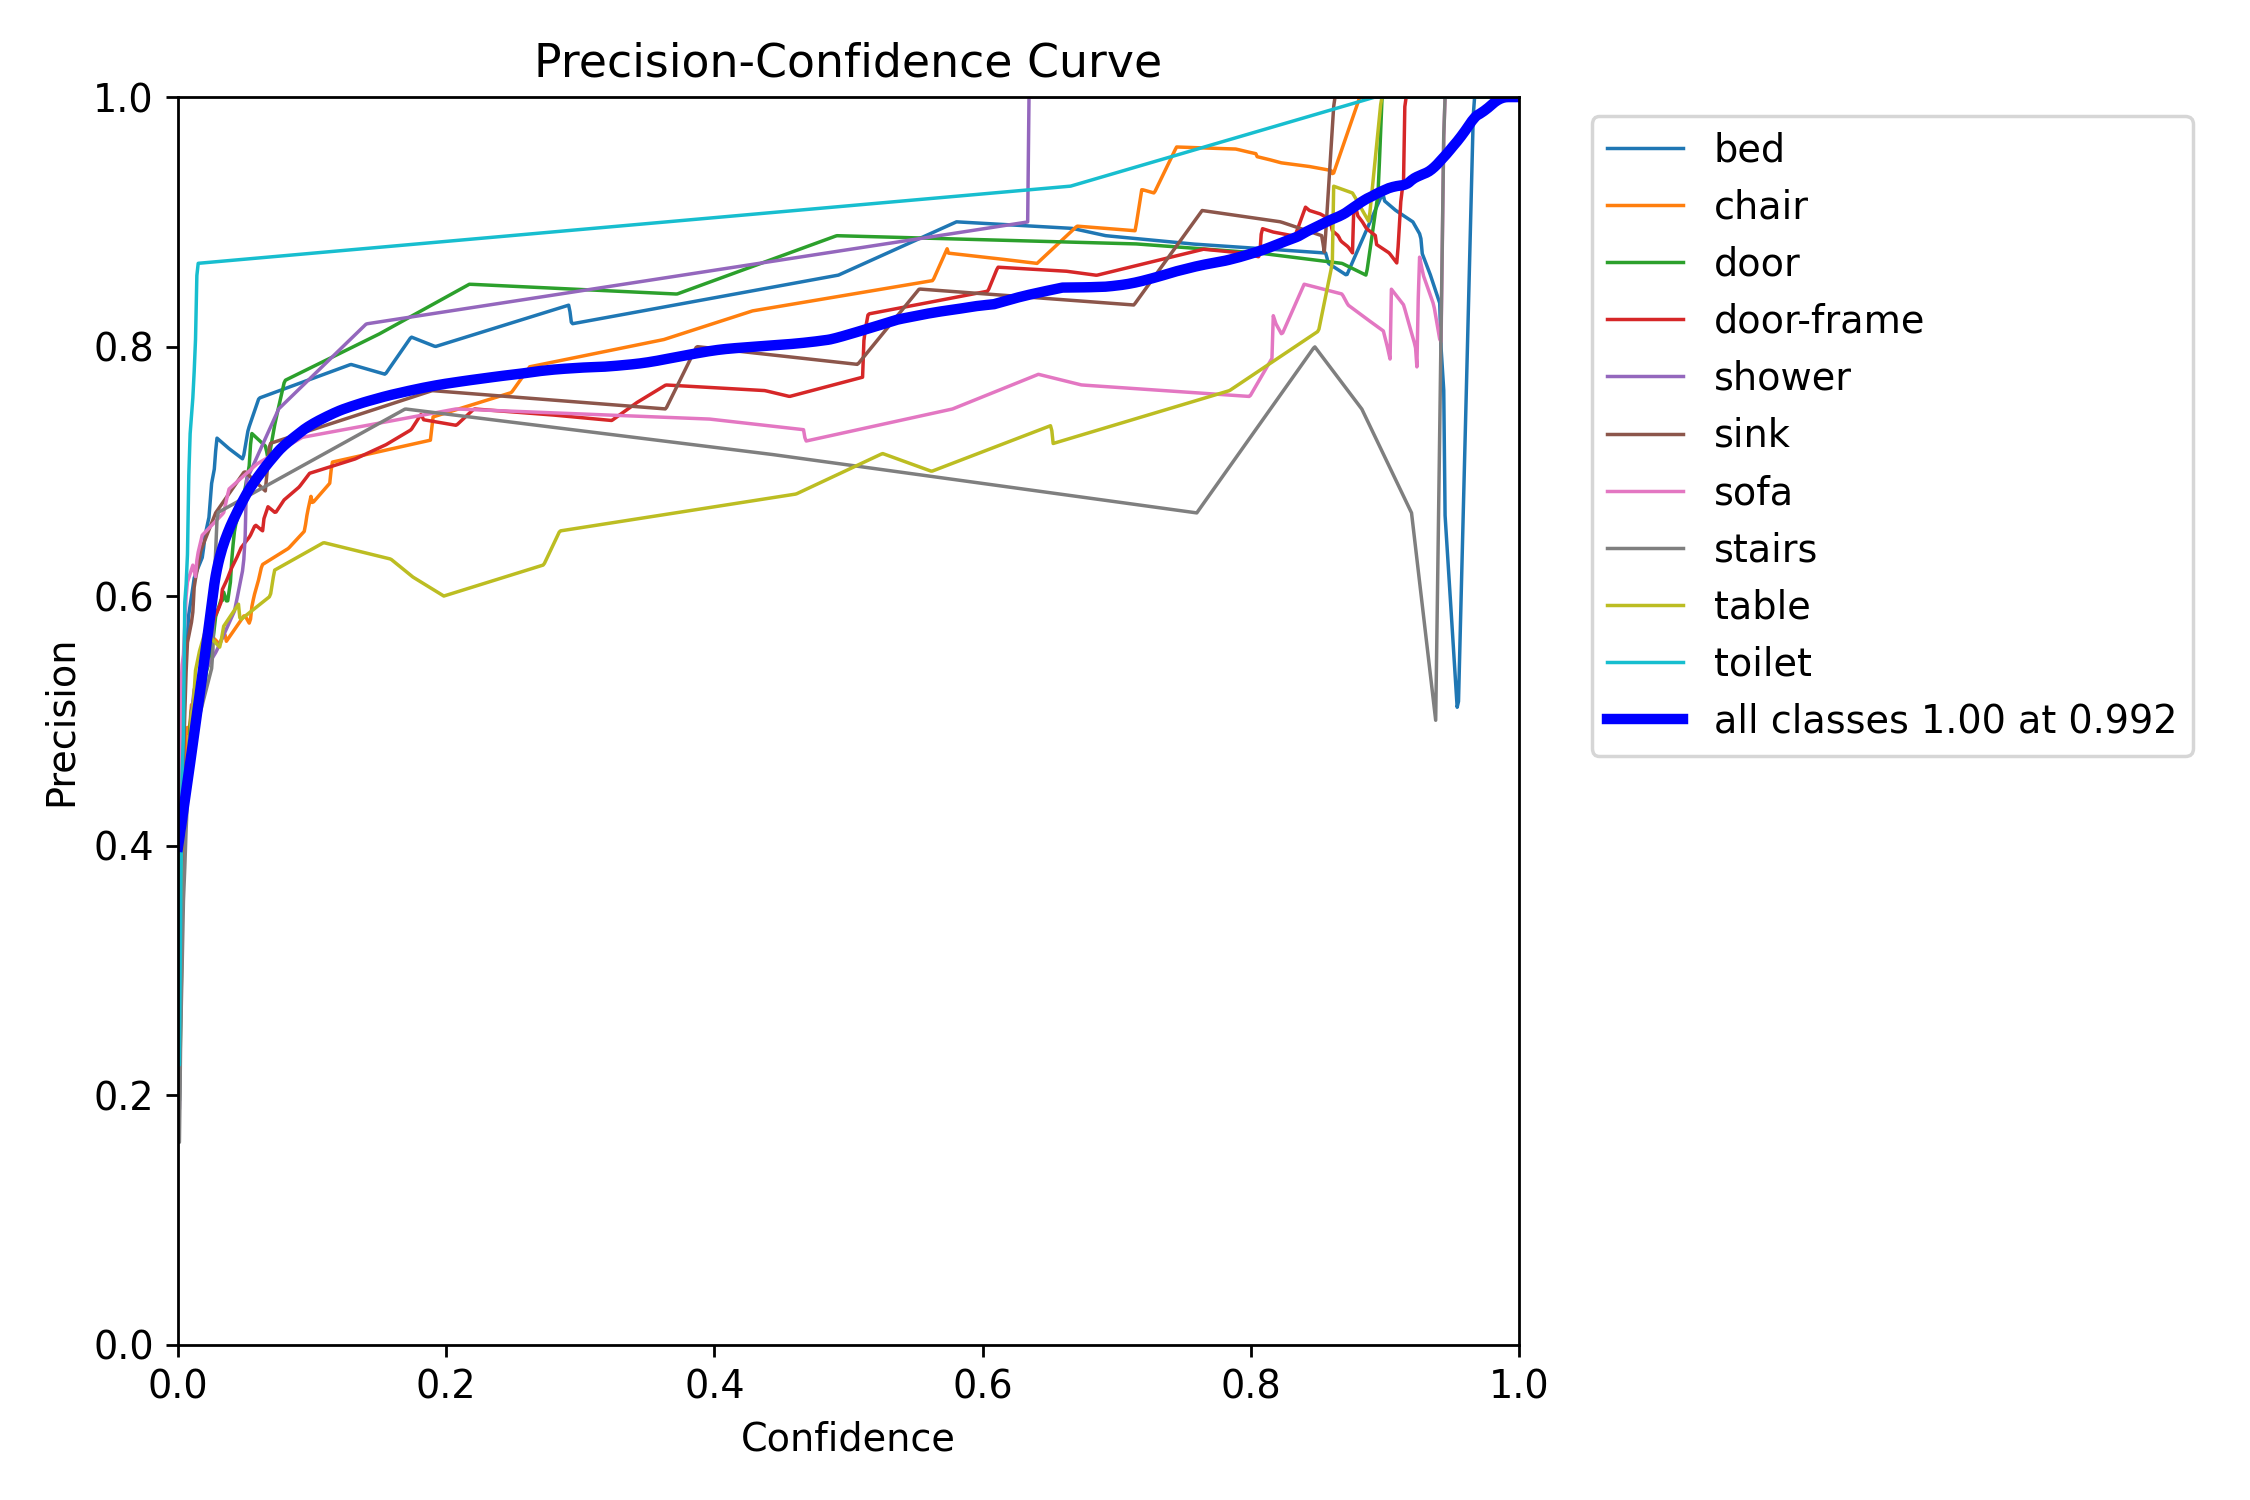 Precision-Confidence Curve
1.0
0.8
0.6
0.4
0.2
0.0
Precision
0.0 0.2 0.4 0.6 0.8 1.0
Confidence
bed
chair
door
door-frame
shower
sink
sofa
stairs
table
toilet
all classes 1.00 at 0.992